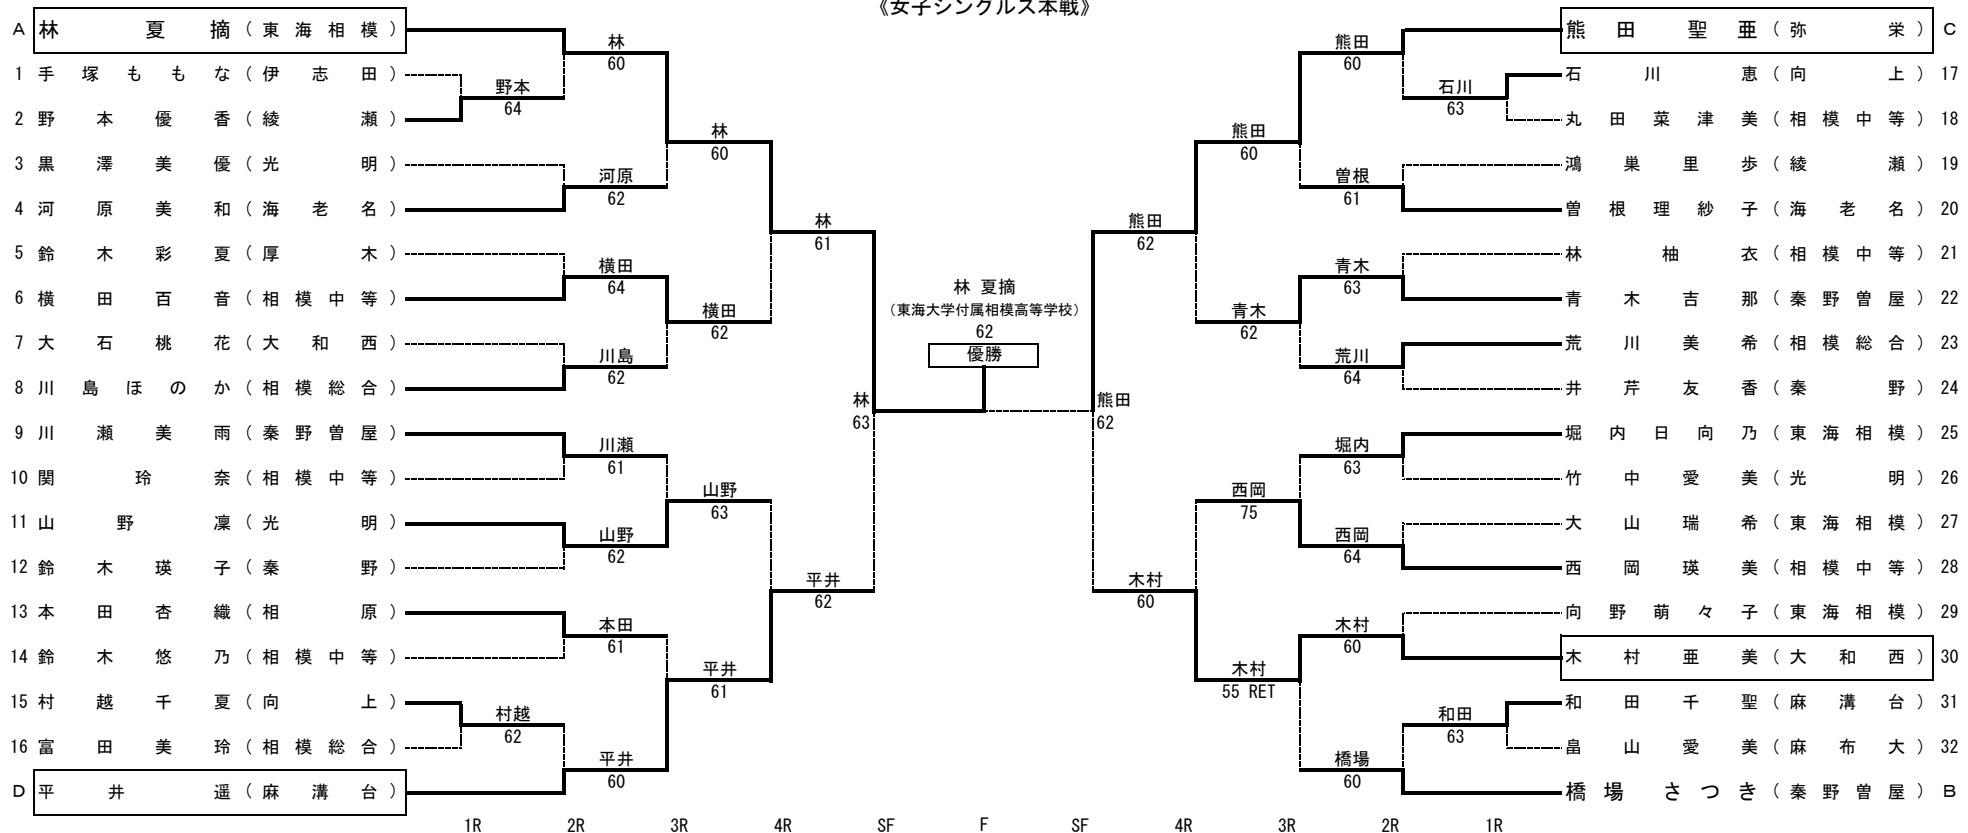 《女子シングルス本戦》
A 林 夏 摘 ( 東 海 相 模 )
1 手 塚 も も な ( 伊 志 田 )
2 野 本 優 香 ( 綾 瀬 )
3 黒 澤 美 優 ( 光 明 )
4 河 原 美 和 ( 海 老 名 )
5 鈴 木 彩 夏 ( 厚 木 )
6 横 田 百 音 ( 相 模 中 等 )
7 大 石 桃 花 ( 大 和 西 )
8 川 島 ほ の か ( 相 模 総 合 )
9 川 瀬 美 雨 ( 秦 野 曽 屋 )
10 関 玲 奈 ( 相 模 中 等 )
11 山 野 凜 ( 光 明 )
12 鈴 木 瑛 子 ( 秦 野 )
13 本 田 杏 織 ( 相 原 )
14 鈴 木 悠 乃 ( 相 模 中 等 )
15 村 越 千 夏 ( 向 上 )
16 富 田 美 玲 ( 相 模 総 合 )
D 平 井 遥 ( 麻 溝 台 )
野本
64
村越
62
林
60
河原
62
横田
64
川島
62
川瀬
61
山野
62
本田
61
平井
60
林
60
横田
62
山野
63
平井
61
林
61
平井
62
林
63
林 夏摘
(東海大学付属相模高等学校)
62
優勝
熊田
62
熊田
62
木村
60
熊田
60
青木
62
西岡
75
木村
55 RET
熊田
60
曽根
61
青木
63
荒川
64
堀内
63
西岡
64
木村
60
橋場
60
石川
63
和田
63
熊 田 聖 亜 ( 弥 栄 ) C
石 川 恵 ( 向 上 ) 17
丸 田 菜 津 美 ( 相 模 中 等 ) 18
鴻 巣 里 歩 ( 綾 瀬 ) 19
曽 根 理 紗 子 ( 海 老 名 ) 20
林 柚 衣 ( 相 模 中 等 ) 21
青 木 吉 那 ( 秦 野 曽 屋 ) 22
荒 川 美 希 ( 相 模 総 合 ) 23
井 芹 友 香 ( 秦 野 ) 24
堀 内 日 向 乃 ( 東 海 相 模 ) 25
竹 中 愛 美 ( 光 明 ) 26
大 山 瑞 希 ( 東 海 相 模 ) 27
西 岡 瑛 美 ( 相 模 中 等 ) 28
向 野 萌 々 子 ( 東 海 相 模 ) 29
木 村 亜 美 ( 大 和 西 ) 30
和 田 千 聖 ( 麻 溝 台 ) 31
畠 山 愛 美 ( 麻 布 大 ) 32
橋 場 さ つ き ( 秦 野 曽 屋 ) B
1R 2R 3R 4R SF F SF 4R 3R 2R 1R